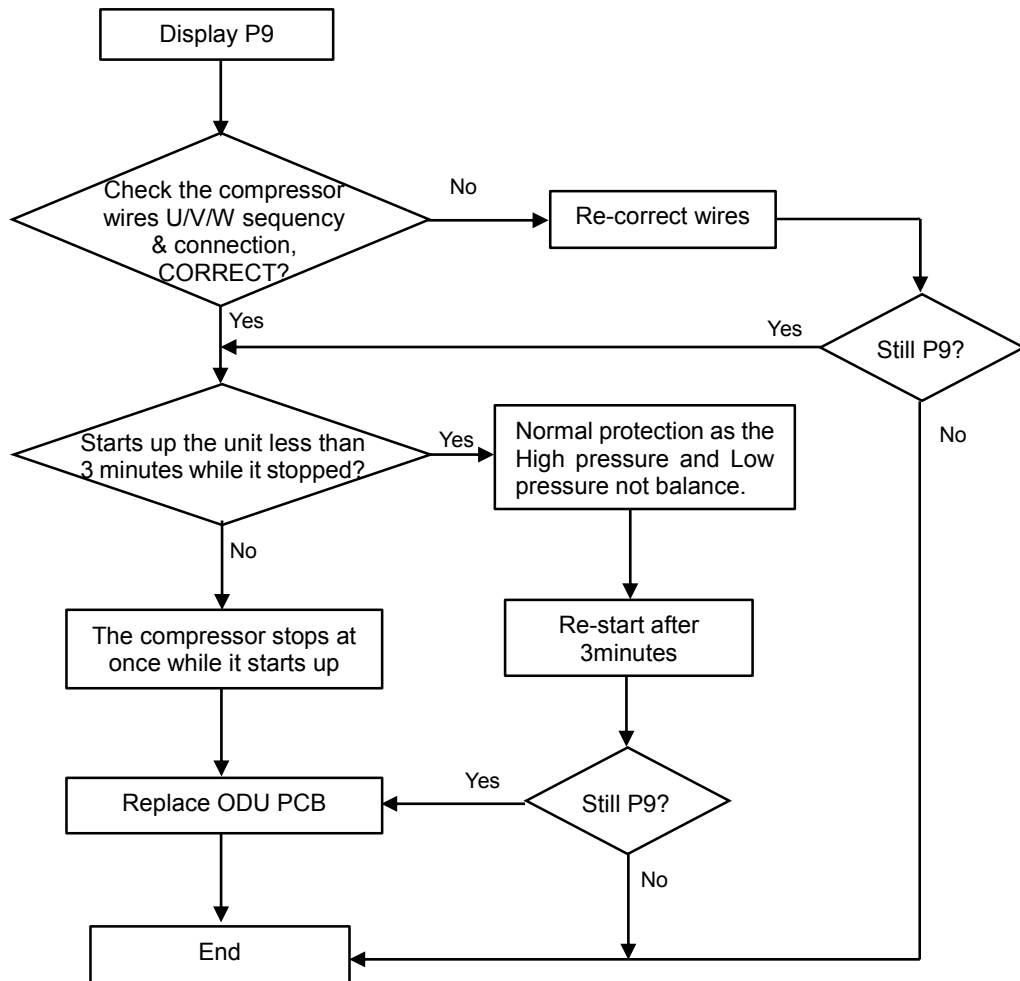 Display P9
Check the compressor
wires U/V/W sequency
& connection,
CORRECT?
No
Re-correct wires
Yes
Yes
Still P9?
No
Starts up the unit less than
3 minutes while it stopped?
Yes
Normal protection as the
High pressure and Low
pressure not balance.
No
The compressor stops at
once while it starts up
Re-start after
3minutes
Replace ODU PCB
Yes
Still P9?
No
End